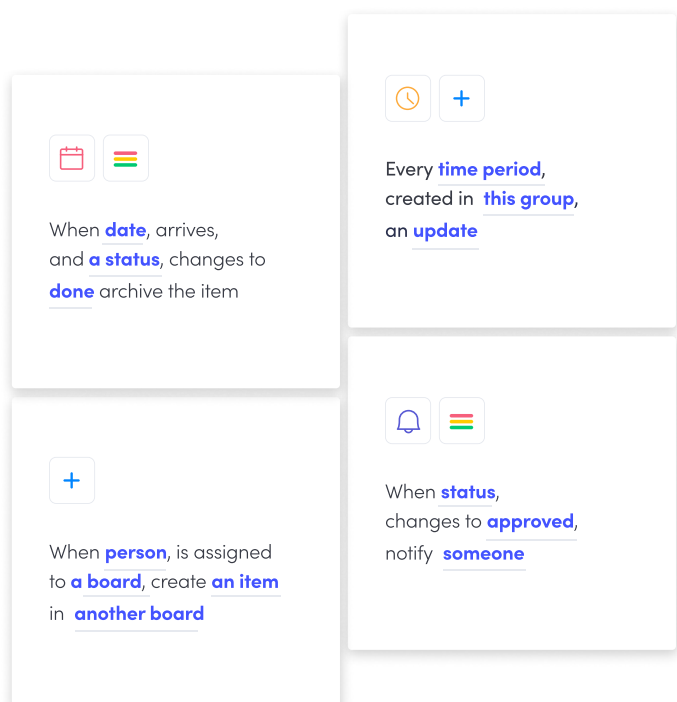 When date, arrives,
and a status, changes to
done archive the item
When person, is assigned
to a board, create an item
in another board
Every time period,
created in this group,
an update
When status,
changes to approved,
notify someone